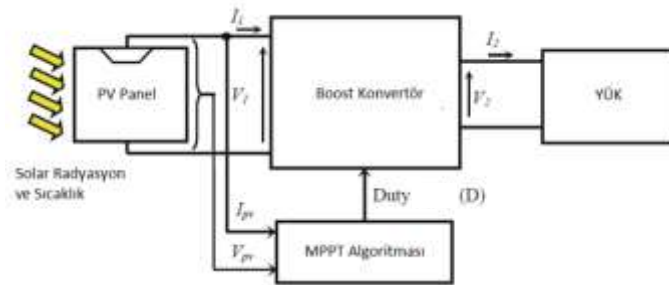 I1
I2
PV Panel
V1
Boost Konvertör
V2
YÜK
Solar Radyasyon
ve Sıcaklık
Duty
(D)
Ipv
Vpv
MPPT Algoritması